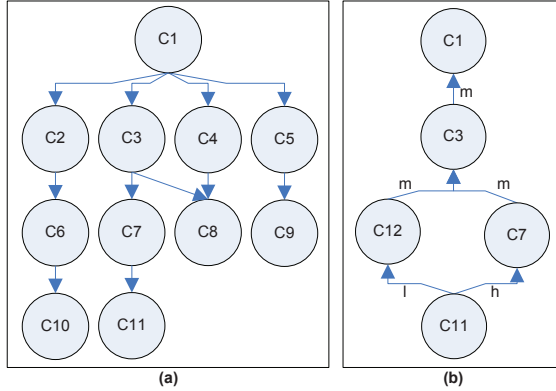 C1
C2 C3 C4 C5
C6 C7 C8 C9
C10 C11
(a)
C1
m
C3
m m
C12 C7
l h
C11
(b)